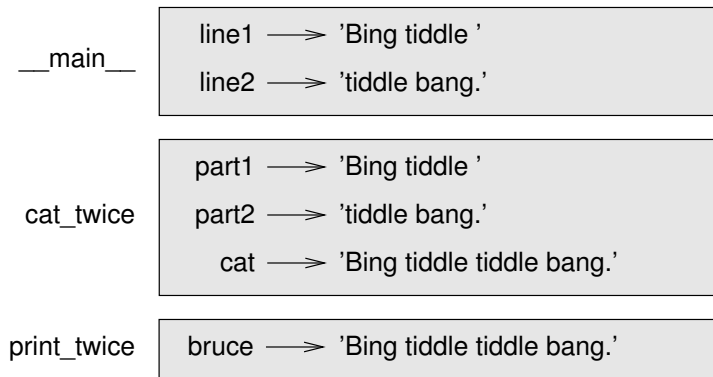 __main__
line1 ’Bing tiddle ’
line2 ’tiddle bang.’
cat_twice
part1 ’Bing tiddle ’
part2 ’tiddle bang.’
cat ’Bing tiddle tiddle bang.’
print_twice
bruce ’Bing tiddle tiddle bang.’